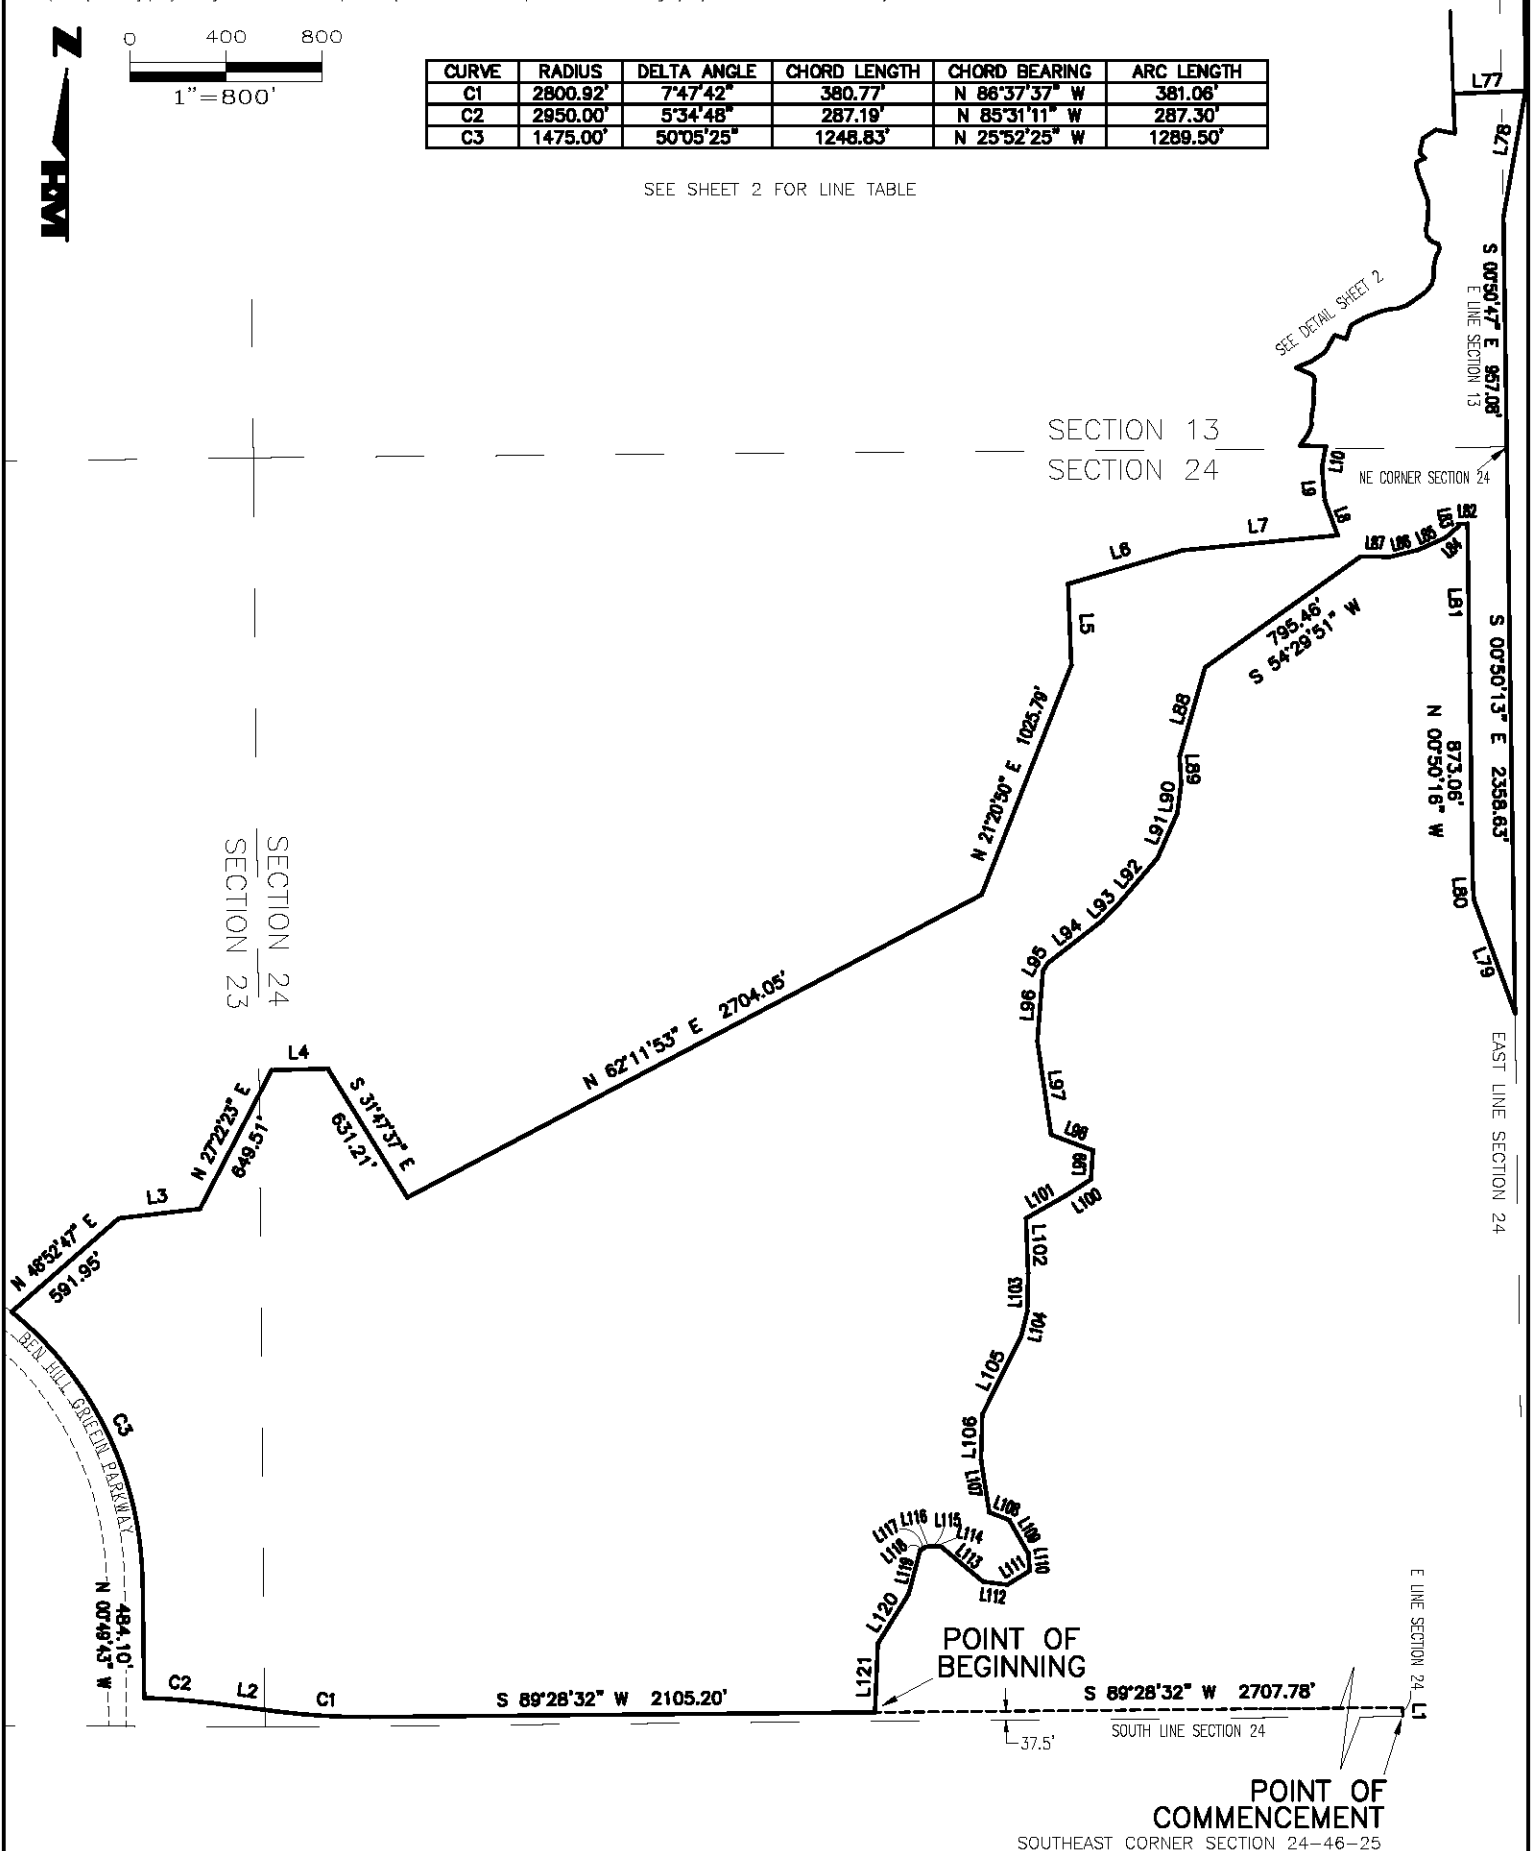 Z
0 400 800
1"=800'
HM
CURVE RADIUS DELTA ANGLE CHORD LENGTH CHORD BEARING ARC LENGTH
C1 2800.92' 7°47'42" 380.77' N 86°37'37" W 381.06'
C2 2950.00' 5°34'48" 287.19' N 85°31'11" W 287.30'
C3 1475.00' 50°05'25" 1248.83' N 25°52'25" W 1289.50'
SEE SHEET 2 FOR LINE TABLE
L77
L78
S 00°50'47" E 957.08'
E LINE SECTION 13
SEE DETAIL SHEET 2
SECTION 13
SECTION 24
NE CORNER SECTION 24
L10
L9
L8
L7
L6
L5
L82
L83
L84
L85
L86
L87
L81
795.46'
S 54°29'51" W
S 00°50'13" E 2358.63'
873.06'
N 00°50'16" W
L88
L89
L90
L91
L92
L93
L94
L95
L96
L97
L98
L99
L100
L101
L102
L103
L104
L105
L106
L107
L108
L109
L110
L111
L112
L113
L114
L115
L116
L117
L118
L119
L120
L121
L80
L79
EAST LINE SECTION 24
N 21°20'50" E 1025.79'
N 62°11'53" E 2704.05'
SECTION 24
SECTION 23
L4
S 31°47'37" E
631.21'
N 27°22'23" E
649.51'
L3
N 48°52'47" E
591.95'
BEN HILL GRIFFIN PARKWAY
C3
484.10'
N 00°49'43" W
C2
L2
C1
S 89°28'32" W 2105.20'
POINT OF
BEGINNING
S 89°28'32" W 2707.78'
E LINE SECTION 24
L1
37.5'
SOUTH LINE SECTION 24
POINT OF
COMMENCEMENT
SOUTHEAST CORNER SECTION 24-46-25